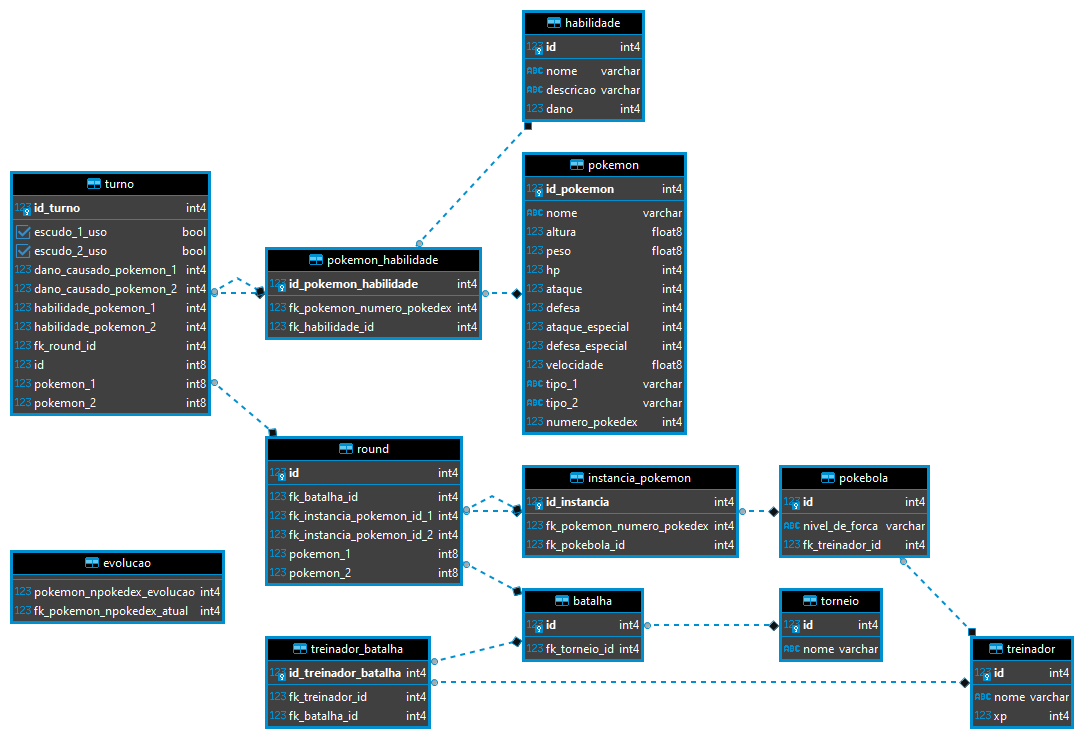 habilidade
123 id int4
ABC nome varchar
ABC descricao varchar
123 dano int4
pokemon
123 id_pokemon int4
ABC nome varchar
123 altura float8
123 peso float8
123 hp int4
123 ataque int4
123 defesa int4
123 ataque_especial int4
123 defesa_especial int4
123 velocidade float8
ABC tipo_1 varchar
ABC tipo_2 varchar
123 numero_pokedex int4
turno
123 id_turno int4
escudo_1_uso bool
escudo_2_uso bool
123 dano_causado_pokemon_1 int4
123 dano_causado_pokemon_2 int4
123 habilidade_pokemon_1 int4
123 habilidade_pokemon_2 int4
123 fk_round_id int4
123 id int8
123 pokemon_1 int8
123 pokemon_2 int8
pokemon_habilidade
123 id_pokemon_habilidade int4
123 fk_pokemon_numero_pokedex int4
123 fk_habilidade_id int4
round
123 id int4
123 fk_batalha_id int4
123 fk_instancia_pokemon_id_1 int4
123 fk_instancia_pokemon_id_2 int4
123 pokemon_1 int8
123 pokemon_2 int8
instancia_pokemon
123 id_instancia int4
123 fk_pokemon_numero_pokedex int4
123 fk_pokebola_id int4
pokebola
123 id int4
ABC nivel_de_forca varchar
123 fk_treinador_id int4
evolucao
123 pokemon_npokedex_evolucao int4
123 fk_pokemon_npokedex_atual int4
batalha
123 id int4
123 fk_torneio_id int4
torneio
123 id int4
ABC nome varchar
treinador_batalha
123 id_treinador_batalha int4
123 fk_treinador_id int4
123 fk_batalha_id int4
treinador
123 id int4
ABC nome varchar
123 xp int4